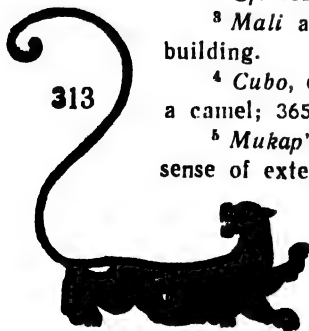 ³ Mali a
building.
313
⁴ Cubo,
a camel; 365
⁵ Mukap'
sense of exte